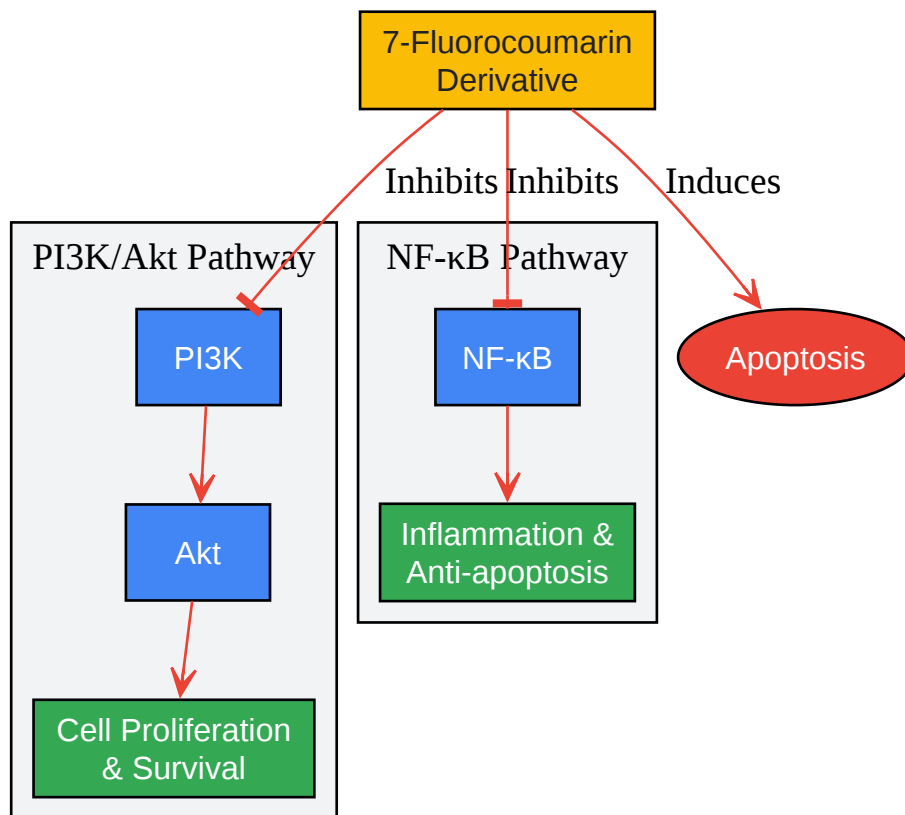 7-Fluorocoumarin
Derivative
Inhibits
Inhibits
Induces
PI3K/Akt Pathway
NF-κB Pathway
PI3K
NF-κB
Apoptosis
Akt
Inflammation &
Anti-apoptosis
Cell Proliferation
& Survival